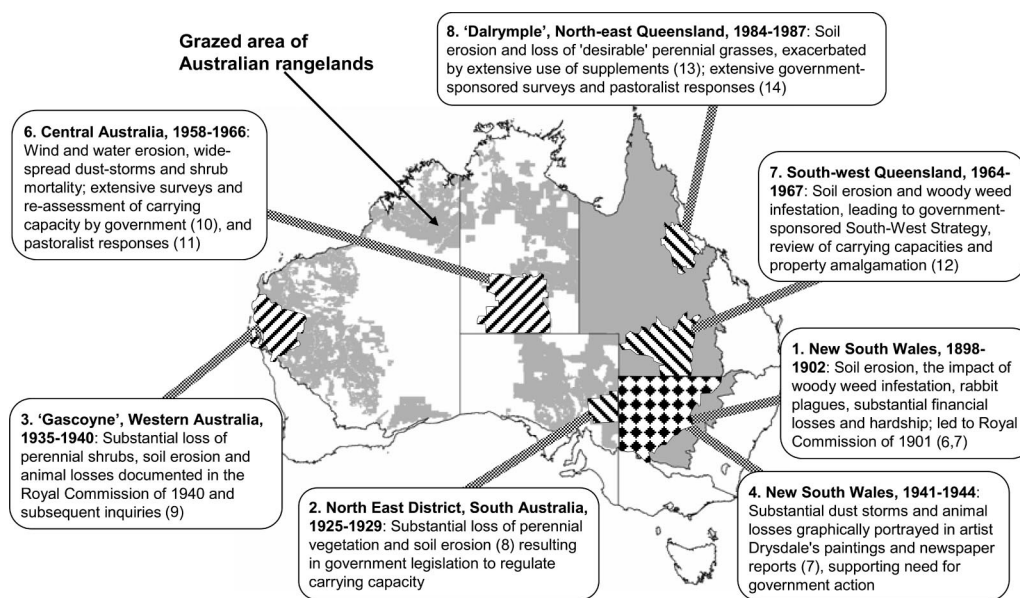 Grazed area of
Australian rangelands
8. ‘Dalrymple’, North-east Queensland, 1984-1987: Soil
erosion and loss of 'desirable' perennial grasses, exacerbated
by extensive use of supplements (13); extensive government-
sponsored surveys and pastoralist responses (14)
6. Central Australia, 1958-1966:
Wind and water erosion, wide-
spread dust-storms and shrub
mortality; extensive surveys and
re-assessment of carrying
capacity by government (10), and
pastoralist responses (11)
7. South-west Queensland, 1964-
1967: Soil erosion and woody weed
infestation, leading to government-
sponsored South-West Strategy,
review of carrying capacities and
property amalgamation (12)
1. New South Wales, 1898-
1902: Soil erosion, the impact of
woody weed infestation, rabbit
plagues, substantial financial
losses and hardship; led to Royal
Commission of 1901 (6,7)
3. ‘Gascoyne’, Western Australia,
1935-1940: Substantial loss of
perennial shrubs, soil erosion and
animal losses documented in the
Royal Commission of 1940 and
subsequent inquiries (9)
2. North East District, South Australia,
1925-1929: Substantial loss of perennial
vegetation and soil erosion (8) resulting
in government legislation to regulate
carrying capacity
4. New South Wales, 1941-1944:
Substantial dust storms and animal
losses graphically portrayed in artist
Drysdale's paintings and newspaper
reports (7), supporting need for
government action